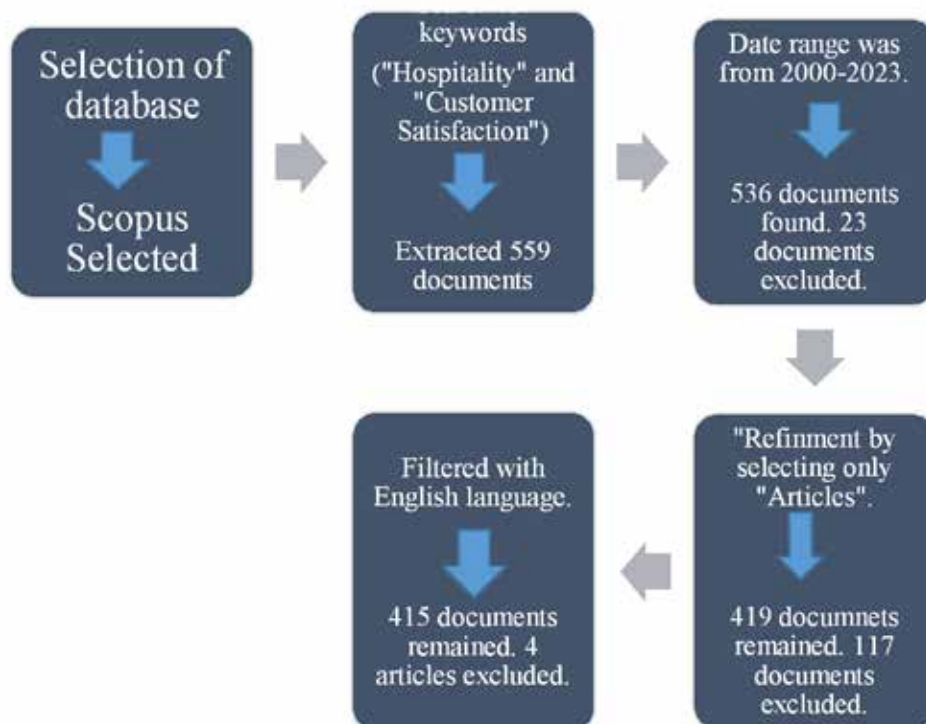 Selection of
database
Scopus
Selected
keywords
("Hospitality" and
"Customer
Satisfaction")
Extracted 559
documents
Date range was
from 2000-2023.
536 documents
found. 23
documents
excluded.
"Refinment by
selecting only
"Articles".
419 documnets
remained. 117
documents
excluded.
Filtered with
English language.
415 documents
remained. 4
articles excluded.